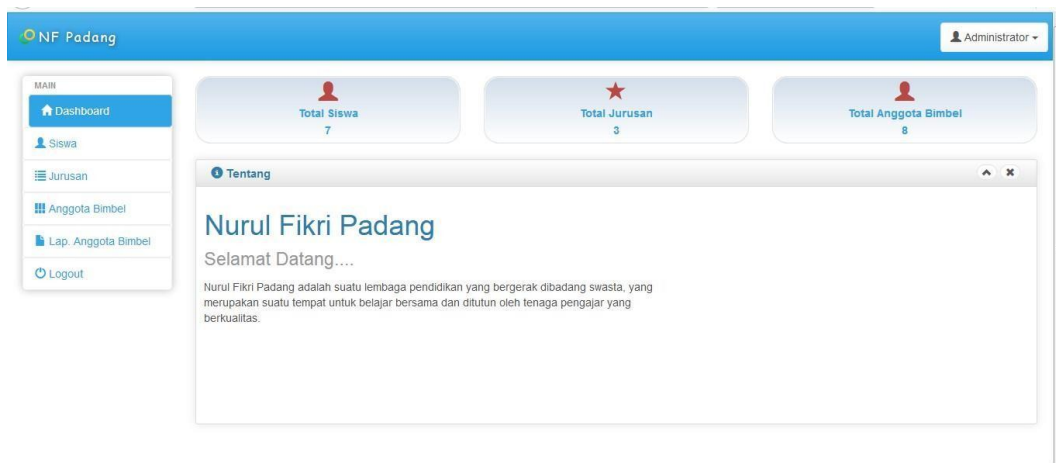 NF Padang
Administrator
MAIN
Dashboard
Siswa
Jurusan
Anggota Bimbel
Lap. Anggota Bimbel
Logout
Total Siswa
7
Total Jurusan
3
Total Anggota Bimbel
8
Tentang
Nurul Fikri Padang
Selamat Datang....
Nurul Fikri Padang adalah suatu lembaga pendidikan yang bergerak dibadang swasta, yang
merupakan suatu tempat untuk belajar bersama dan ditutun oleh tenaga pengajar yang
berkualitas.